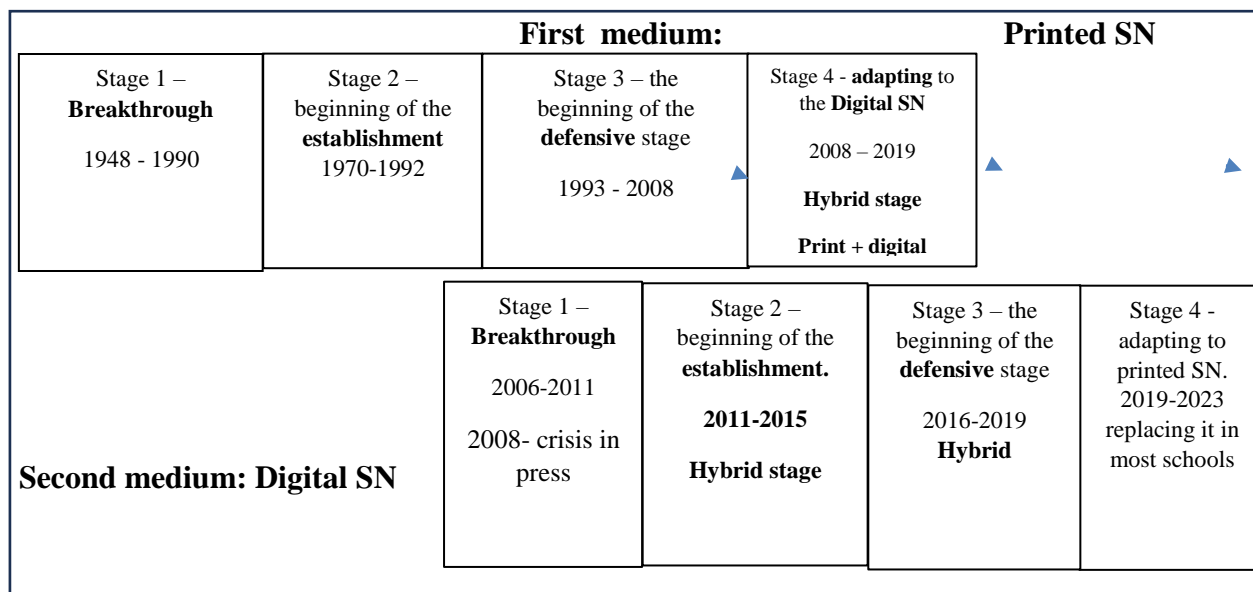 First medium: Printed SN
Stage 1 –
Breakthrough
1948 - 1990
Stage 2 –
beginning of the
establishment
1970-1992
Stage 3 – the
beginning of the
defensive stage
1993 - 2008
Stage 4 - adapting to
the Digital SN
2008 – 2019
Hybrid stage
Print + digital
Second medium: Digital SN
Stage 1 –
Breakthrough
2006-2011
2008- crisis in
press
Stage 2 –
beginning of the
establishment.
2011-2015
Hybrid stage
Stage 3 – the
beginning of the
defensive stage
2016-2019
Hybrid
Stage 4 -
adapting to
printed SN.
2019-2023
replacing it in
most schools